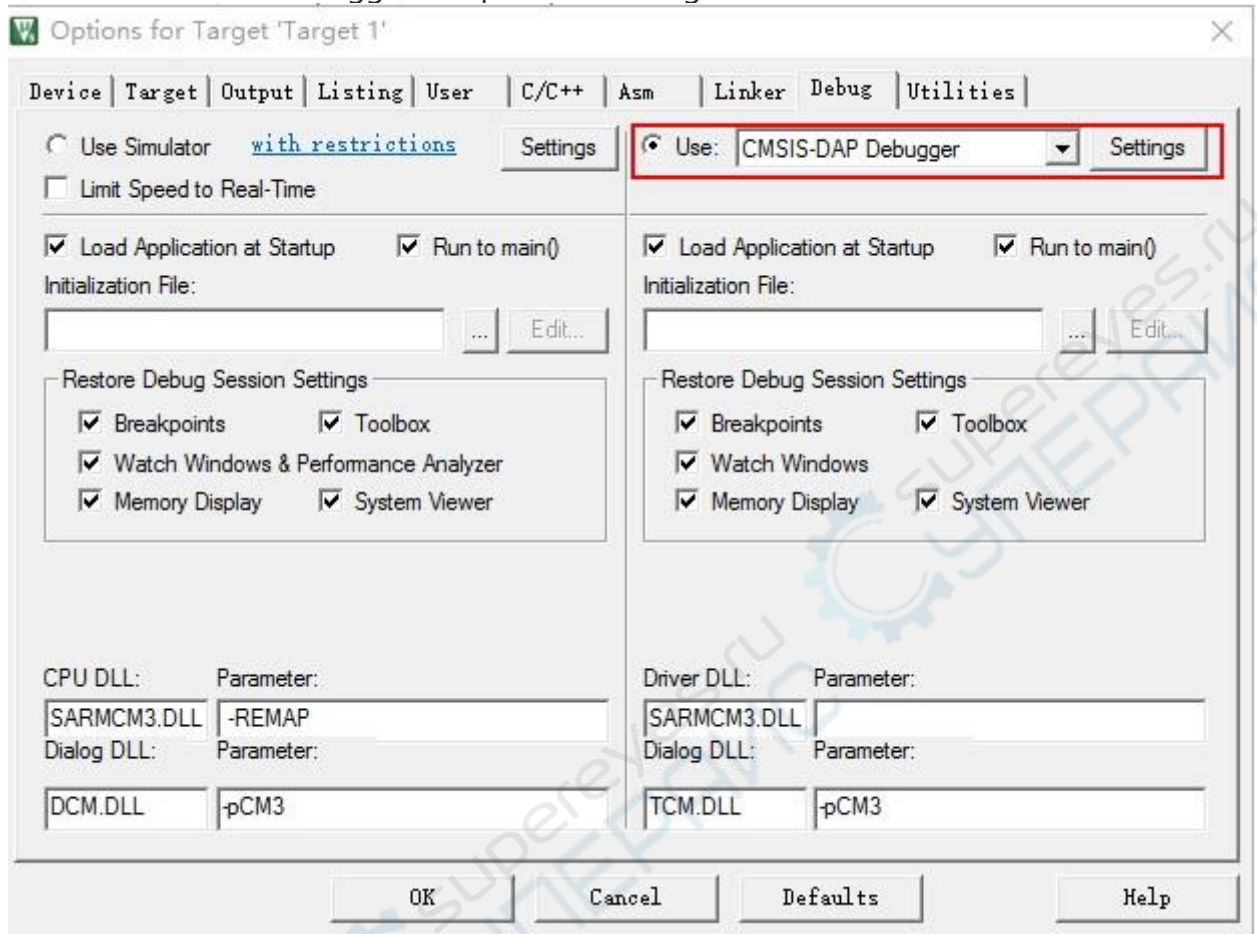 Options for Target 'Target 1'
Device Target Output Listing User C/C++ Asm Linker Debug Utilities
Use Simulator with restrictions Settings Use: CMSIS-DAP Debugger Settings
Limit Speed to Real-Time
Load Application at Startup Run to main() Load Application at Startup Run to main()
Initialization File: Initialization File:
... Edit... ... Edit...
Restore Debug Session Settings Restore Debug Session Settings
Breakpoints Toolbox Breakpoints Toolbox
Watch Windows & Performance Analyzer Watch Windows
Memory Display System Viewer Memory Display System Viewer
CPU DLL: Parameter: Driver DLL: Parameter:
SARMCM3.DLL -REMAP SARMCM3.DLL
Dialog DLL: Parameter: Dialog DLL: Parameter:
DCM.DLL -pCM3 TCM.DLL -pCM3
OK Cancel Defaults Help
supereyes.ru